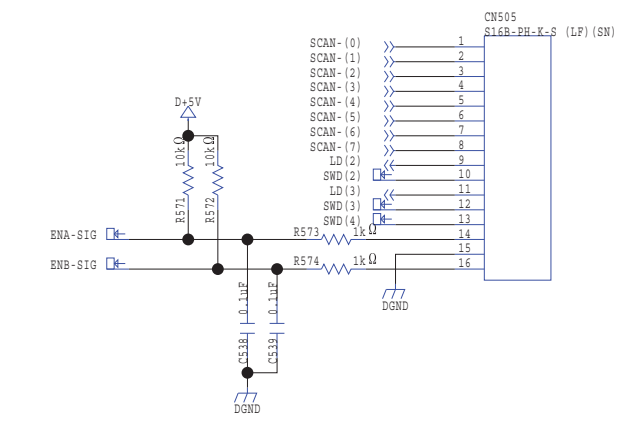 CN505
S16B-PH-K-S (LF)(SN)
SCAN-(0) 1
SCAN-(1) 2
SCAN-(2) 3
SCAN-(3) 4
SCAN-(4) 5
SCAN-(5) 6
SCAN-(6) 7
SCAN-(7) 8
LD(2) 9
SWD(2) 10
LD(3) 11
SWD(3) 12
SWD(4) 13
D+5V
10kΩ
10kΩ
R571
R572
ENA-SIG
R573 1kΩ 14
15
ENB-SIG
R574 1kΩ 16
DGND
0.1uF
0.1uF
C538
C539
DGND